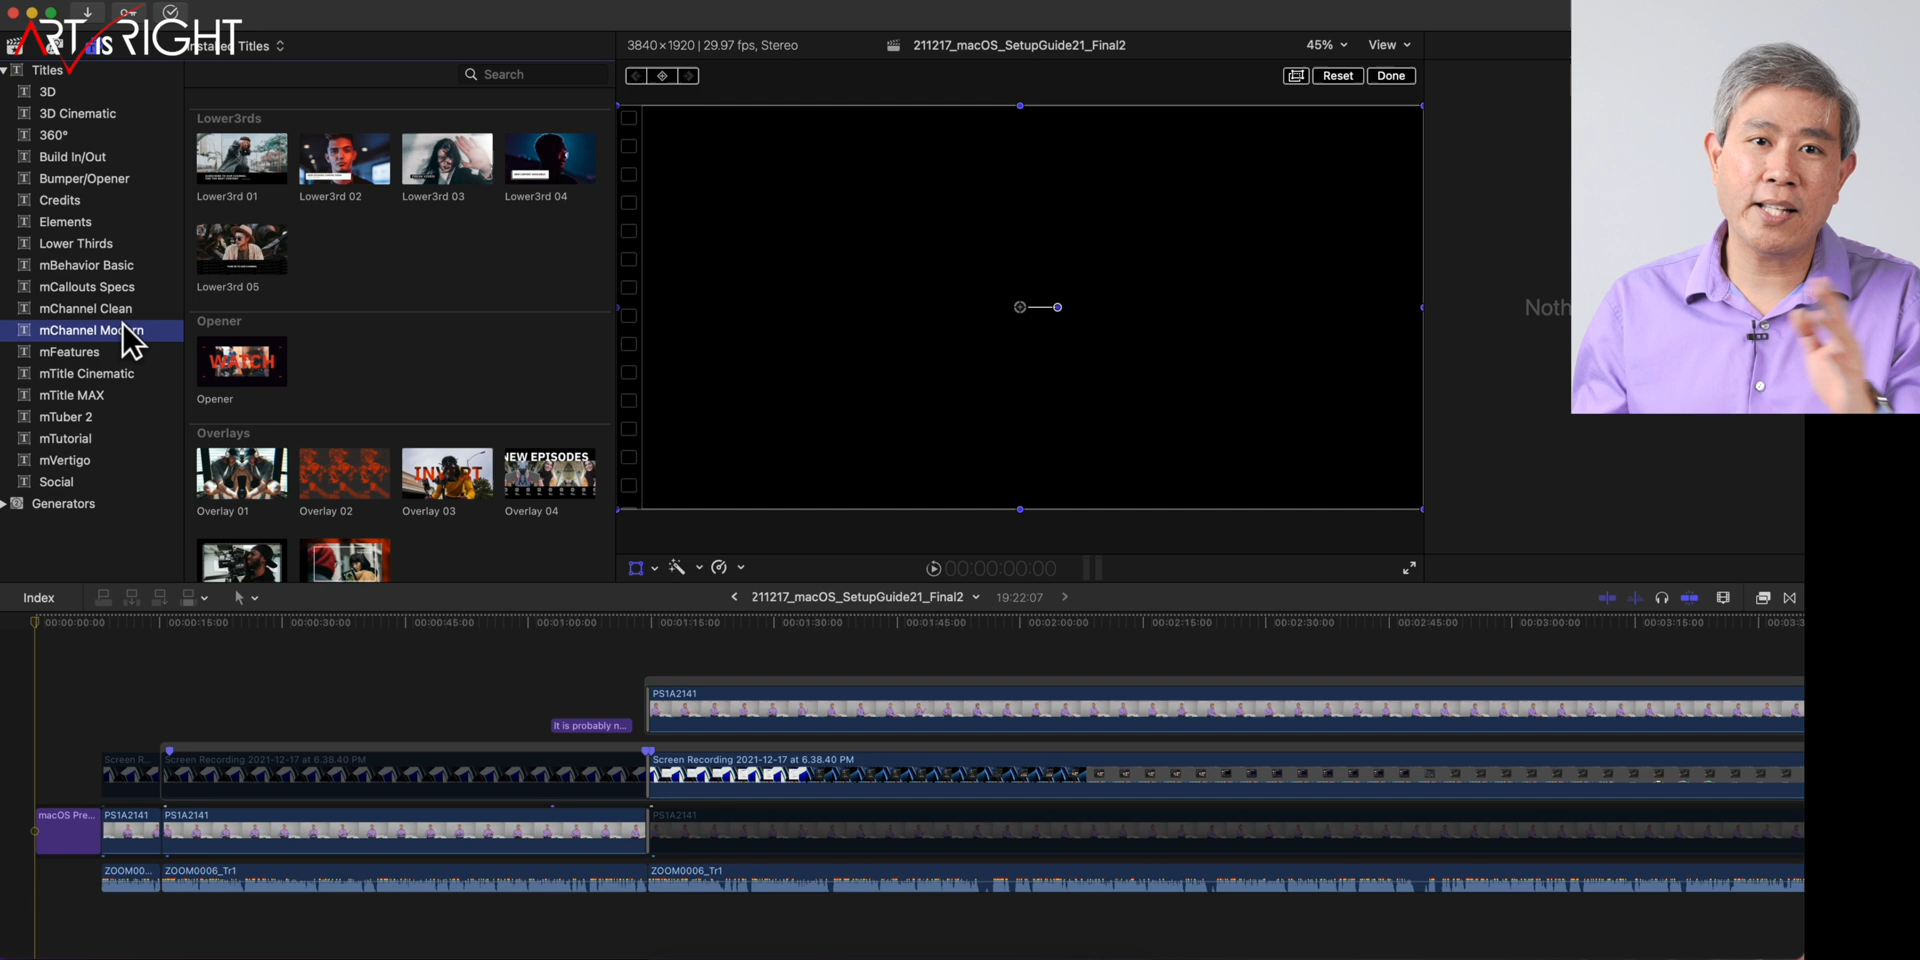 ART IS RIGHT
Titles
Search
3840×1920 | 29.97 fps, Stereo
211217_macOS_SetupGuide21_Final2
45%
View
Reset
Done
Titles
3D
3D Cinematic
360°
Build In/Out
Bumper/Opener
Credits
Elements
Lower Thirds
mBehavior Basic
mCallouts Specs
mChannel Clean
mChannel
mFeatures
mTitle Cinematic
mTitle MAX
mTuber 2
mTutorial
mVertigo
Social
Generators
Lower3rds
Lower3rd 01
Lower3rd 02
Lower3rd 03
Lower3rd 04
Lower3rd 05
Opener
WATCH
Opener
Overlays
INVERT
NEW EPISODES
Overlay 01
Overlay 02
Overlay 03
Overlay 04
00:00:00:00
Index
211217_macOS_SetupGuide21_Final2
19:22:07
00:00:00:00
00:00:15:00
00:00:30:00
00:00:45:00
00:01:00:00
00:01:15:00
00:01:30:00
00:01:45:00
00:02:00:00
00:02:15:00
00:02:30:00
00:02:45:00
00:03:00:00
00:03:15:00
PS1A2141
It is probably n...
Screen R...
Screen Recording 2021-12-17 at 6.38.40 PM
Screen Recording 2021-12-17 at 6.38.40 PM
macOS Pre...
PS1A2141
PS1A2141
PS1A2141
ZOOM00...
ZOOM0006_Tr1
ZOOM0006_Tr1